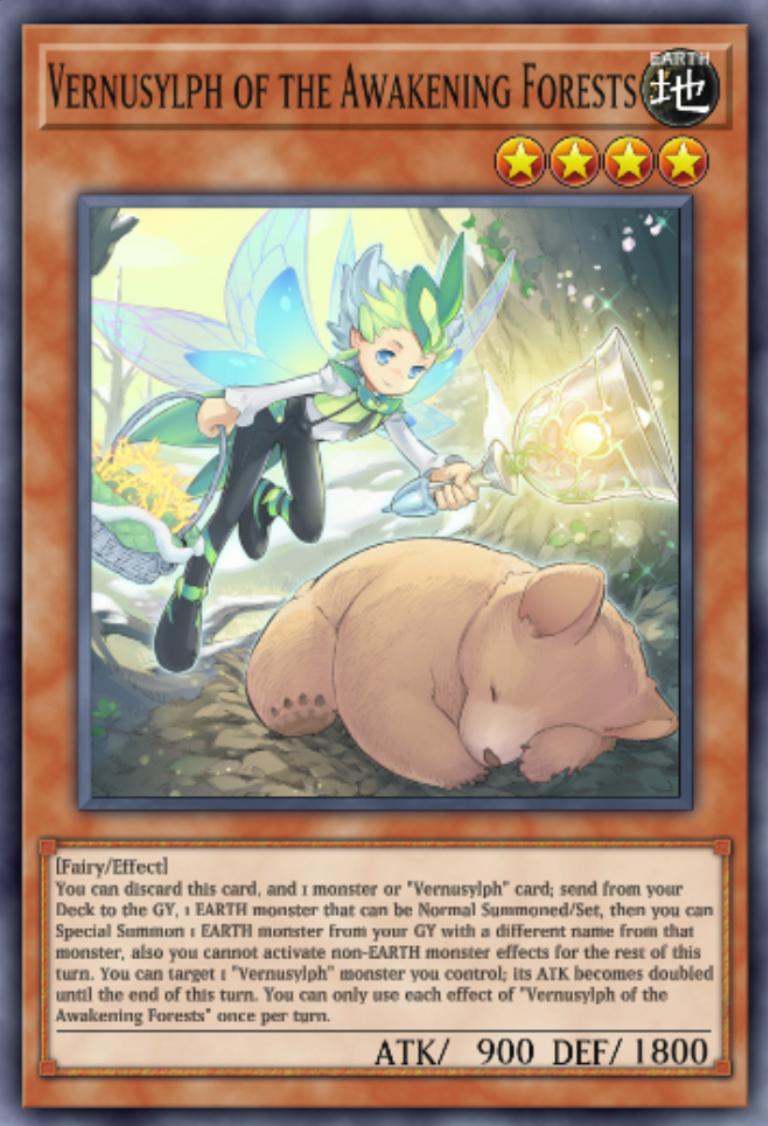 VERNUSYLPH OF THE AWAKENING FORESTS
EARTH
地
[Fairy/Effect]
You can discard this card, and 1 monster or "Vernusylph" card; send from your
Deck to the GY, 1 EARTH monster that can be Normal Summoned/Set, then you can
Special Summon 1 EARTH monster from your GY with a different name from that
monster, also you cannot activate non-EARTH monster effects for the rest of this
turn. You can target 1 "Vernusylph" monster you control; its ATK becomes doubled
until the end of this turn. You can only use each effect of "Vernusylph of the
Awakening Forests" once per turn.
ATK/ 900 DEF/ 1800